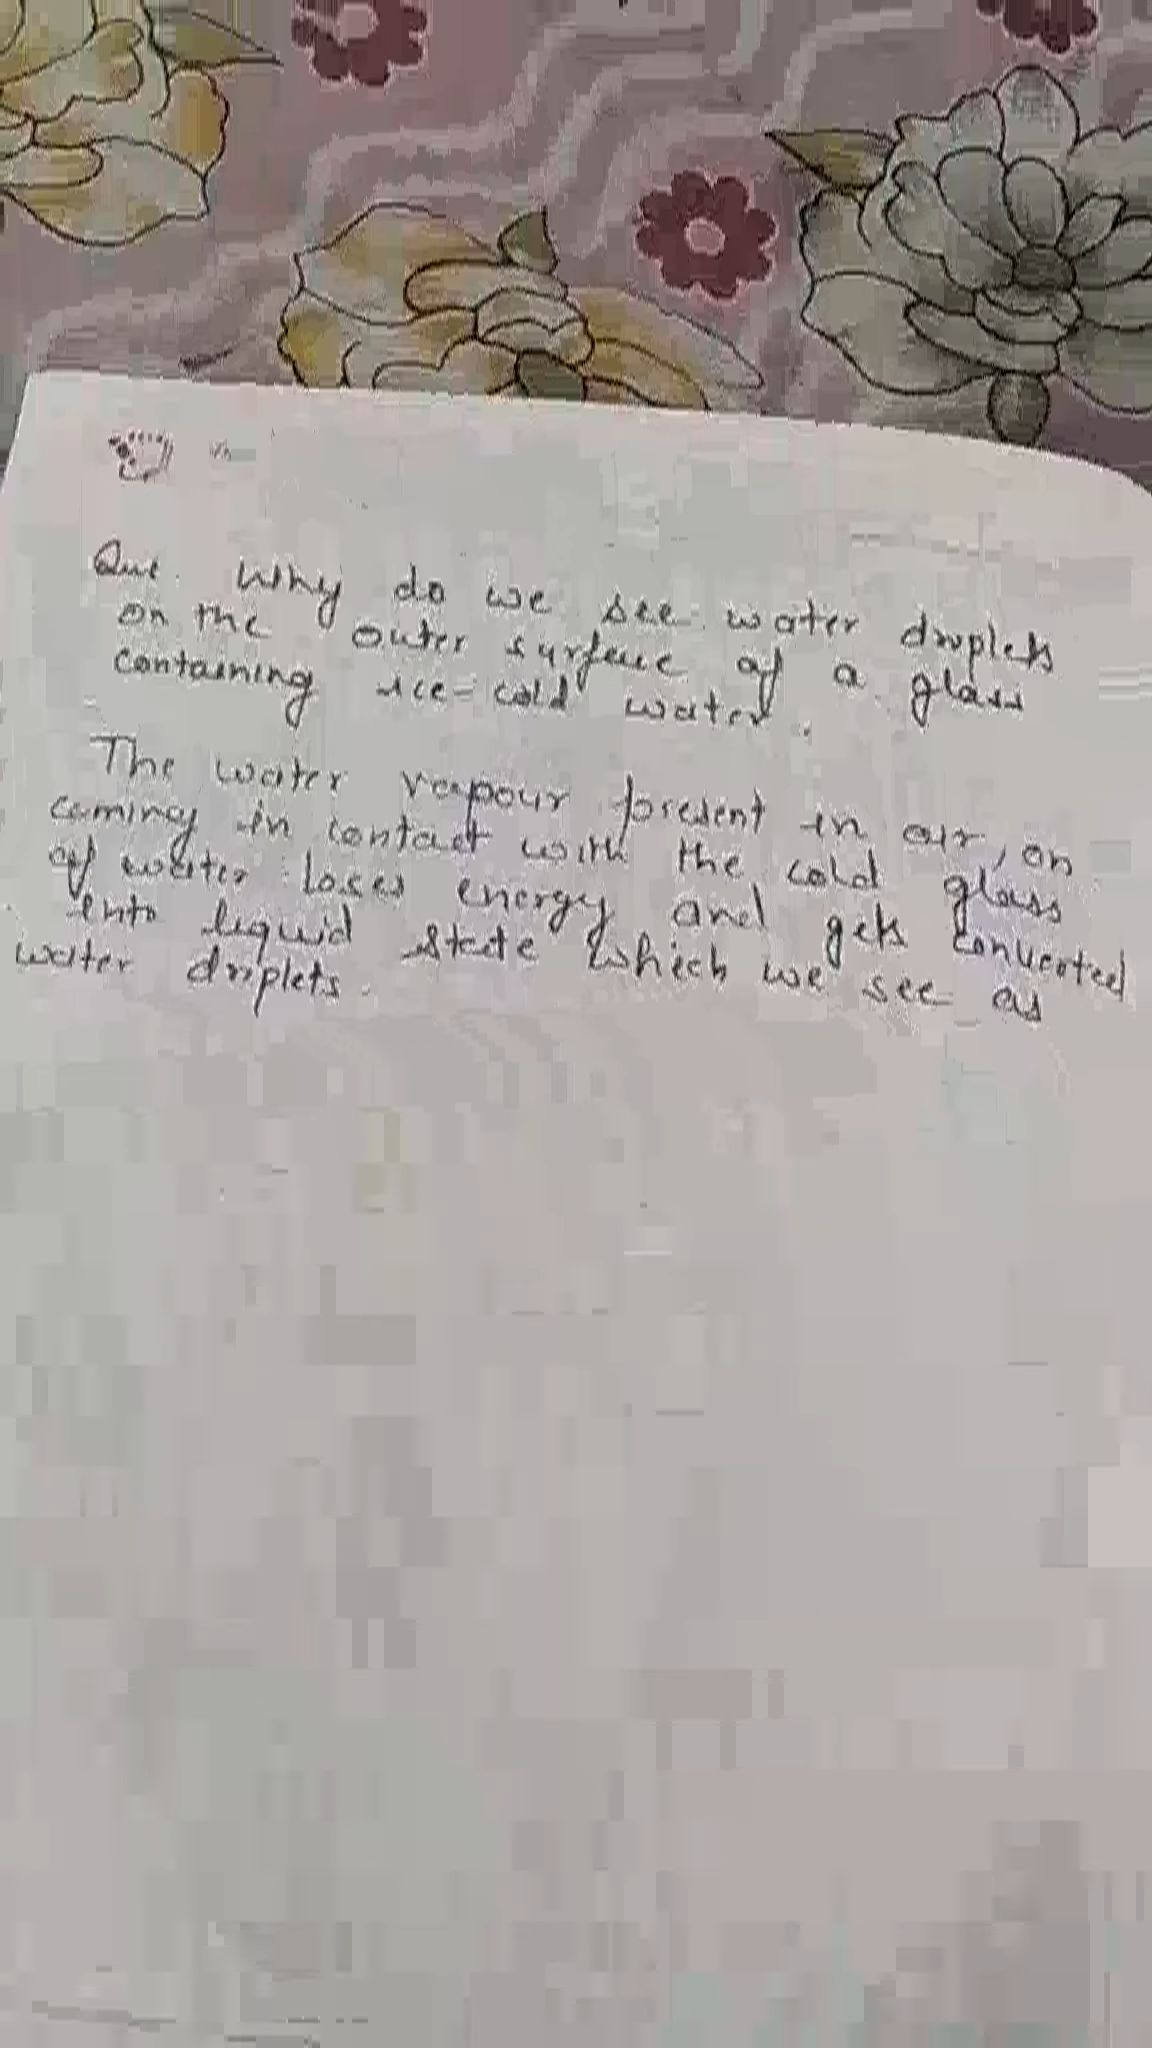 Que. Why do we see water droplets
on the outer surface of a glass
containing ice-cold water.
The water vapour present in air, on
coming in contact with the cold glass
of water loses energy and gets converted
into liquid state which we see as
water droplets.